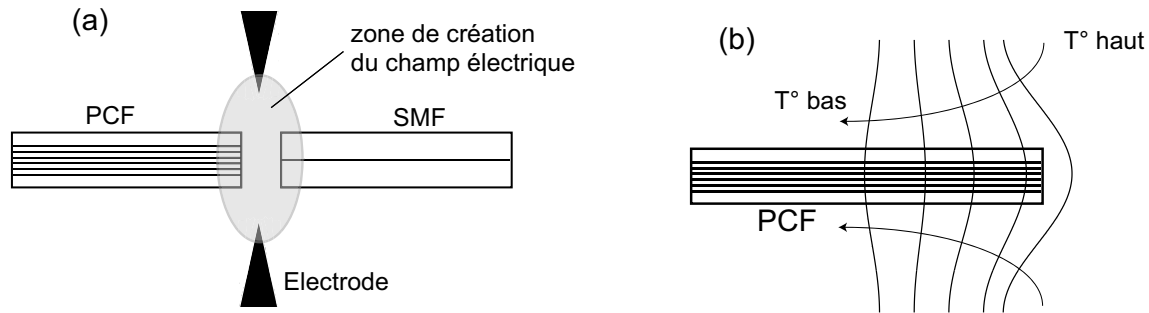 (a)
zone de création
du champ électrique
PCF
SMF
Electrode
(b)
T° haut
T° bas
PCF